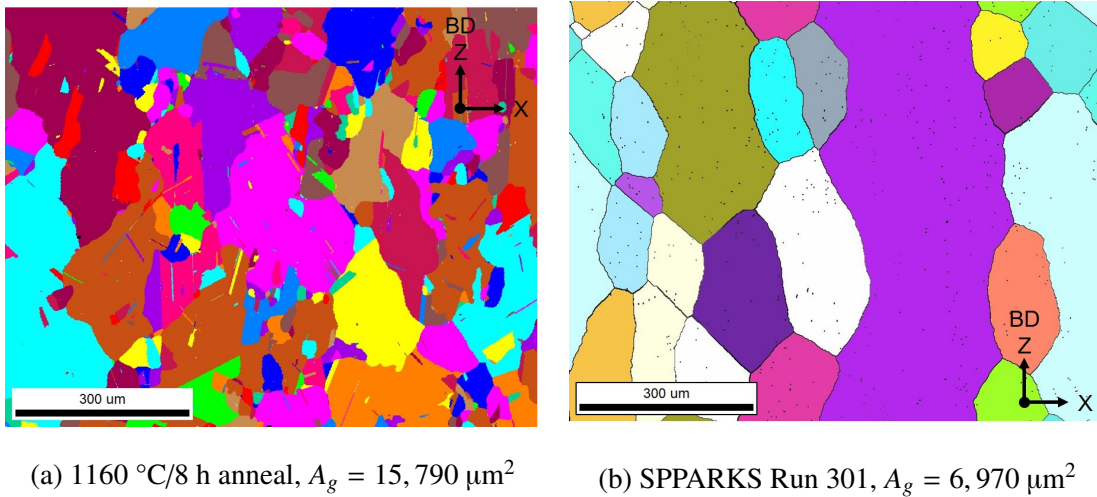 BD
Z
X
300 um
BD
Z
X
300 um
(a) 1160 °C/8 h anneal, A_g = 15,790 μm²
(b) SPPARKS Run 301, A_g = 6,970 μm²